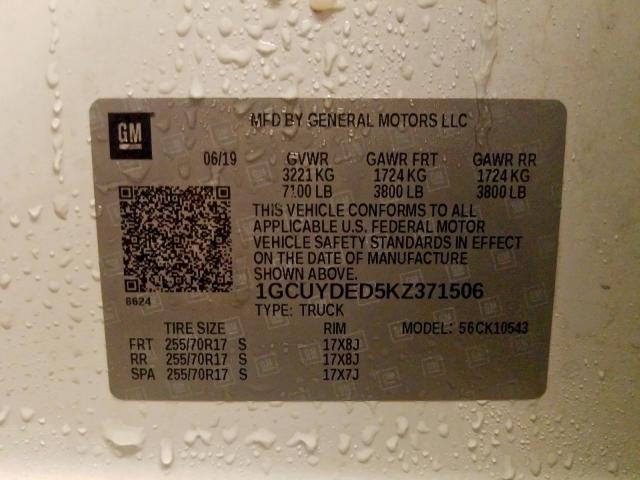 GM
MFD BY GENERAL MOTORS LLC
06/19 GVWR GAWR FRT GAWR RR
3221 KG 1724 KG 1724 KG
7100 LB 3800 LB 3800 LB
THIS VEHICLE CONFORMS TO ALL
APPLICABLE U.S. FEDERAL MOTOR
VEHICLE SAFETY STANDARDS IN EFFECT
ON THE DATE OF MANUFACTURE
SHOWN ABOVE.
8624
1GCUYDED5KZ371506
TYPE: TRUCK
TIRE SIZE RIM MODEL: 56CK10543
FRT 255/70R17 S 17X8J
RR 255/70R17 S 17X8J
SPA 255/70R17 S 17X7J